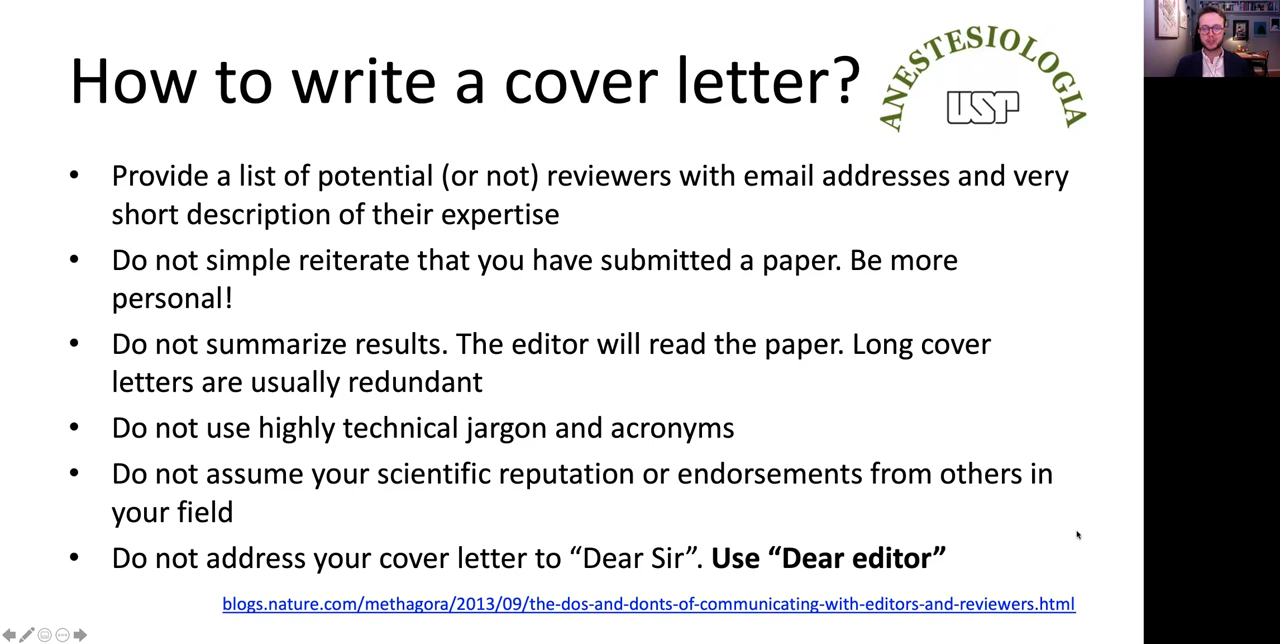 How to write a cover letter?
ANESTESIOLOGIA
USP
• Provide a list of potential (or not) reviewers with email addresses and very
short description of their expertise
• Do not simple reiterate that you have submitted a paper. Be more
personal!
• Do not summarize results. The editor will read the paper. Long cover
letters are usually redundant
• Do not use highly technical jargon and acronyms
• Do not assume your scientific reputation or endorsements from others in
your field
• Do not address your cover letter to “Dear Sir”. Use “Dear editor”
blogs.nature.com/methagora/2013/09/the-dos-and-donts-of-communicating-with-editors-and-reviewers.html